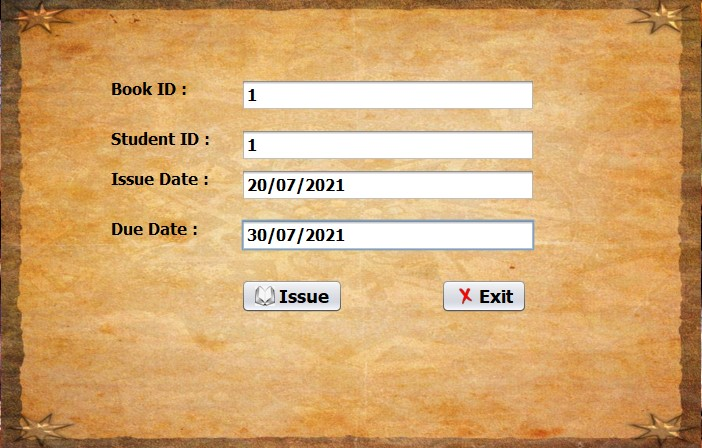 Book ID : 1
Student ID : 1
Issue Date : 20/07/2021
Due Date : 30/07/2021
Issue Exit